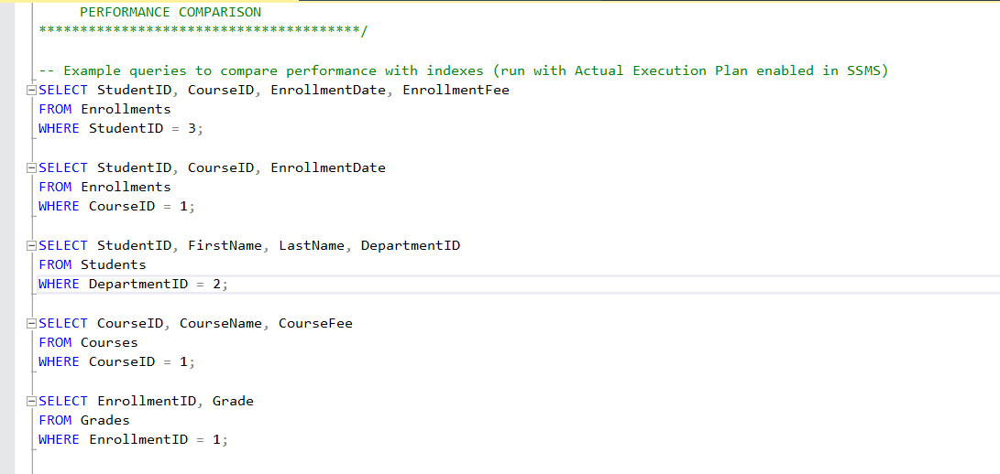 PERFORMANCE COMPARISON
***************************************/
-- Example queries to compare performance with indexes (run with Actual Execution Plan enabled in SSMS)
SELECT StudentID, CourseID, EnrollmentDate, EnrollmentFee
FROM Enrollments
WHERE StudentID = 3;
SELECT StudentID, CourseID, EnrollmentDate
FROM Enrollments
WHERE CourseID = 1;
SELECT StudentID, FirstName, LastName, DepartmentID
FROM Students
WHERE DepartmentID = 2;
SELECT CourseID, CourseName, CourseFee
FROM Courses
WHERE CourseID = 1;
SELECT EnrollmentID, Grade
FROM Grades
WHERE EnrollmentID = 1;